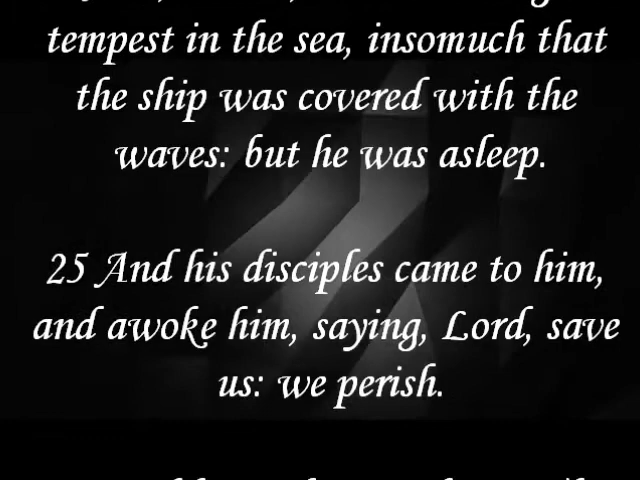 tempest in the sea, insomuch that
the ship was covered with the
waves: but he was asleep.
25 And his disciples came to him,
and awoke him, saying, Lord, save
us: we perish.